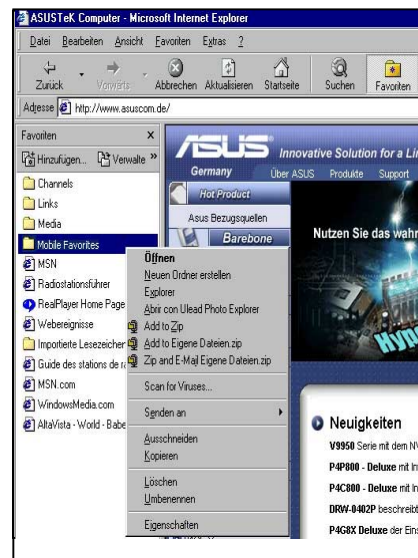 ASUSTeK Computer - Microsoft Internet Explorer
Datei Bearbeiten Ansicht Favoriten Extras ?
Zurück Vorwärts Abbrechen Aktualisieren Startseite Suchen Favoriten
Adresse http://www.asuscom.de/
Favoriten x
Hinzufügen... Verwalte »
Channels
Links
Media
Mobile Favorites
MSN
Radiostationsführer
RealPlayer Home Page
Webereignisse
Importierte Lesezeichen
Guide des stations de ra
MSN.com
WindowsMedia.com
AltaVista - World - Babe
Öffnen
Neuen Ordner erstellen
Explorer
Abrir con Ulead Photo Explorer
Add to Zip
Add to Eigene Dateien.zip
Zip and E-Mail Eigene Dateien.zip
Scan for Viruses...
Senden an
Ausschneiden
Kopieren
Löschen
Umbenennen
Eigenschaften
ASUS Innovative Solution for a Li
Germany Über ASUS Produkte Support
Hot Product
Asus Bezugsquellen
Barebone
Nutzen Sie das wahr
Hyp
Neuigkeiten
V9950 Serie mit dem NV
P4P800 - Deluxe mit In
P4C800 - Deluxe mit In
DRW-0402P beschreibt
P4G8X Deluxe der Eins